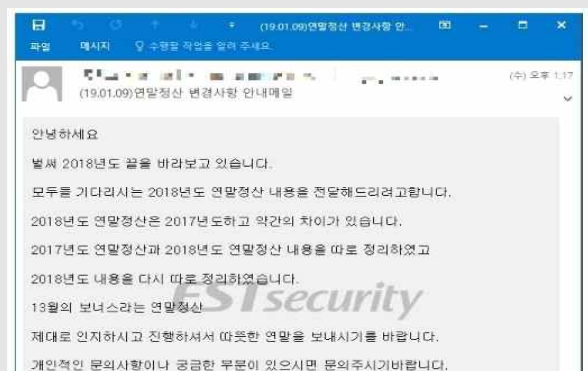 (19.01.09)연말정산 변경사항 안...
파일 메시지 수행할 작업을 알려 주세요.
(수) 오후 1:17
(19.01.09)연말정산 변경사항 안내메일
안녕하세요
벌써 2018년도 끝을 바라보고 있습니다.
모두들 기다리시는 2018년도 연말정산 내용을 전달해드리려고합니다.
2018년도 연말정산은 2017년도하고 약간의 차이가 있습니다.
2017년도 연말정산과 2018년도 연말정산 내용을 따로 정리하였고
2018년도 내용을 다시 따로 정리하였습니다.
ESTsecurity
13월의 보너스라는 연말정산
제대로 인지하시고 진행하셔서 따뜻한 연말을 보내시기를 바랍니다.
개인적인 문의사항이나 궁금한 부분이 있으시면 문의주시기바랍니다.